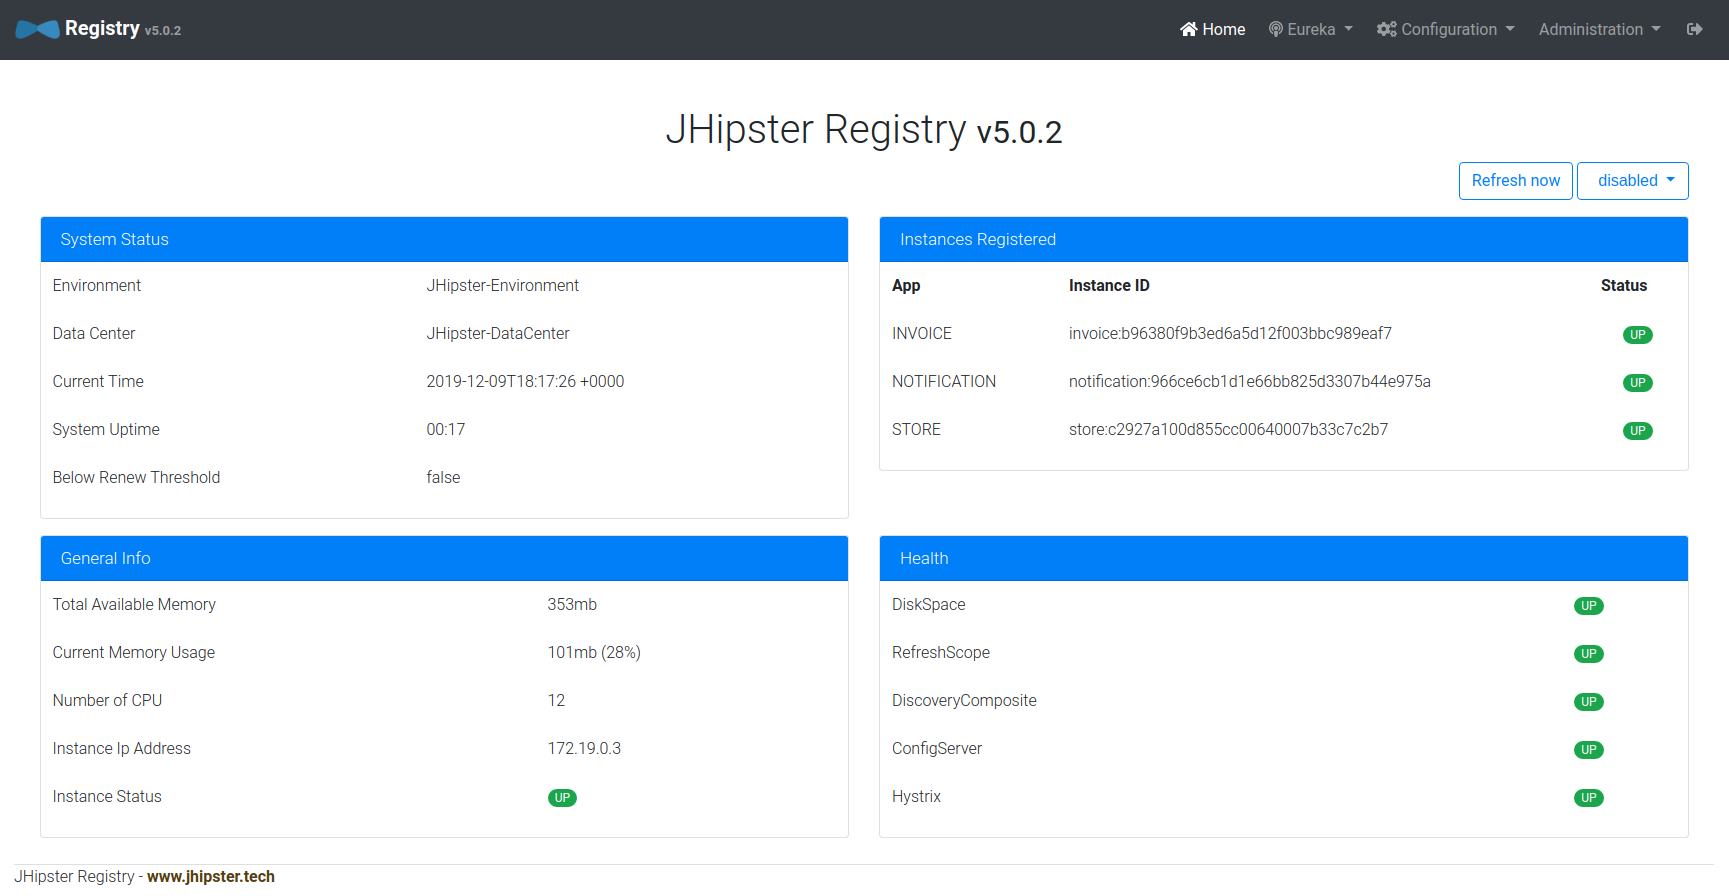 Registry v5.0.2
Home Eureka Configuration Administration
JHipster Registry v5.0.2
Refresh now disabled
System Status
Environment JHipster-Environment
Data Center JHipster-DataCenter
Current Time 2019-12-09T18:17:26 +0000
System Uptime 00:17
Below Renew Threshold false
Instances Registered
App Instance ID Status
INVOICE invoice:b96380f9b3ed6a5d12f003bbc989eaf7 UP
NOTIFICATION notification:966ce6cb1d1e66bb825d3307b44e975a UP
STORE store:c2927a100d855cc00640007b33c7c2b7 UP
General Info
Total Available Memory 353mb
Current Memory Usage 101mb (28%)
Number of CPU 12
Instance Ip Address 172.19.0.3
Instance Status UP
Health
DiskSpace UP
RefreshScope UP
DiscoveryComposite UP
ConfigServer UP
Hystrix UP
JHipster Registry - www.jhipster.tech